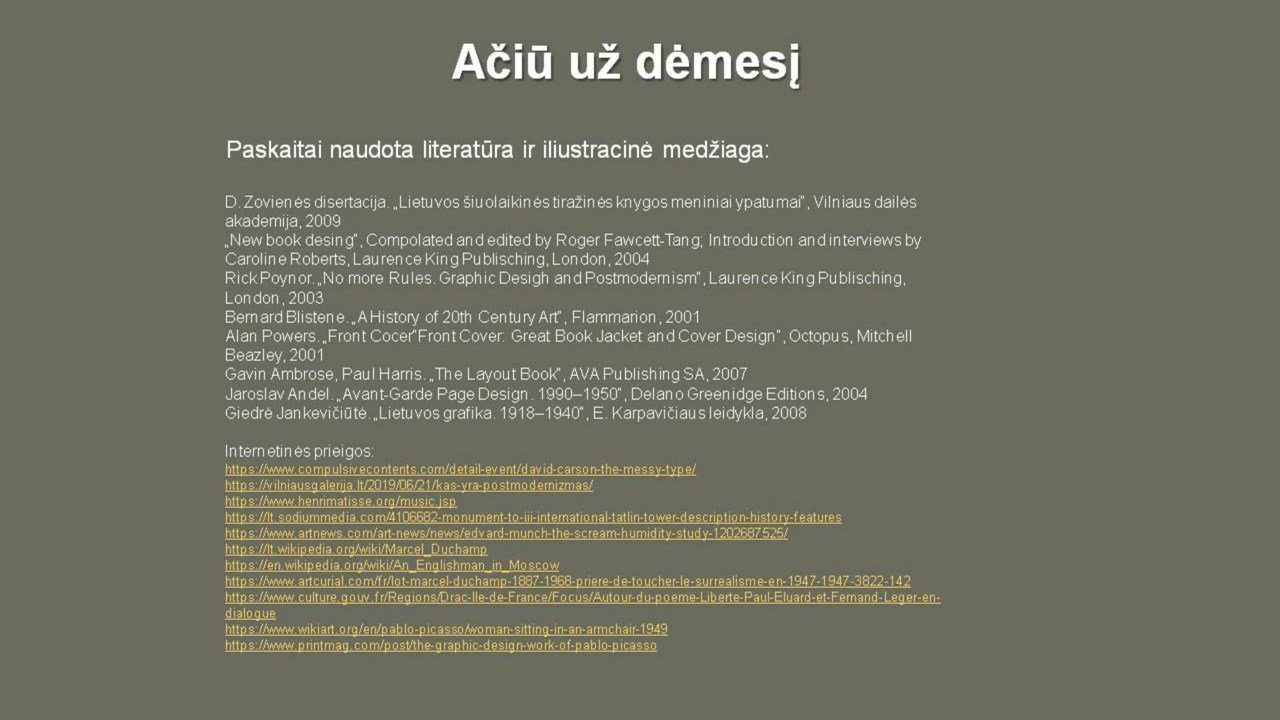 Ačiū už dėmesį
Paskaitai naudota literatūra ir iliustracinė medžiaga:
D. Zovienės disertacija. „Lietuvos šiuolaikinės tiražinės knygos meniniai ypatumai", Vilniaus dailės
akademija, 2009
„New book desing", Compolated and edited by Roger Fawcett-Tang; Introduction and interviews by
Caroline Roberts, Laurence King Publisching, London, 2004
Rick Poynor. „No more Rules. Graphic Desigh and Postmodernism", Laurence King Publisching,
London, 2003
Bernard Blistene. „A History of 20th Century Art", Flammarion, 2001
Alan Powers. „Front Cocer"Front Cover: Great Book Jacket and Cover Design", Octopus, Mitchell
Beazley, 2001
Gavin Ambrose, Paul Harris. „The Layout Book", AVA Publishing SA, 2007
Jaroslav Andel. „Avant-Garde Page Design. 1990–1950", Delano Greenidge Editions, 2004
Giedrė Jankevičiūtė. „Lietuvos grafika. 1918–1940", E. Karpavičiaus leidykla, 2008
Internetinės prieigos:
https://www.compulsivecontents.com/detail-event/david-carson-the-messy-type/
https://vilniausgalerija.lt/2019/06/21/kas-yra-postmodernizmas/
https://www.henrimatisse.org/music.jsp
https://lt.sodiummedia.com/4106682-monument-to-iii-international-tatlin-tower-description-history-features
https://www.artnews.com/art-news/news/edvard-munch-the-scream-humidity-study-1202687525/
https://lt.wikipedia.org/wiki/Marcel_Duchamp
https://en.wikipedia.org/wiki/An_Englishman_in_Moscow
https://www.artcurial.com/fr/lot-marcel-duchamp-1887-1968-priere-de-toucher-le-surrealisme-en-1947-1947-3822-142
https://www.culture.gouv.fr/Regions/Drac-Ile-de-France/Focus/Autour-du-poeme-Liberte-Paul-Eluard-et-Fernand-Leger-en-
dialogue
https://www.wikiart.org/en/pablo-picasso/woman-sitting-in-an-armchair-1949
https://www.printmag.com/post/the-graphic-design-work-of-pablo-picasso